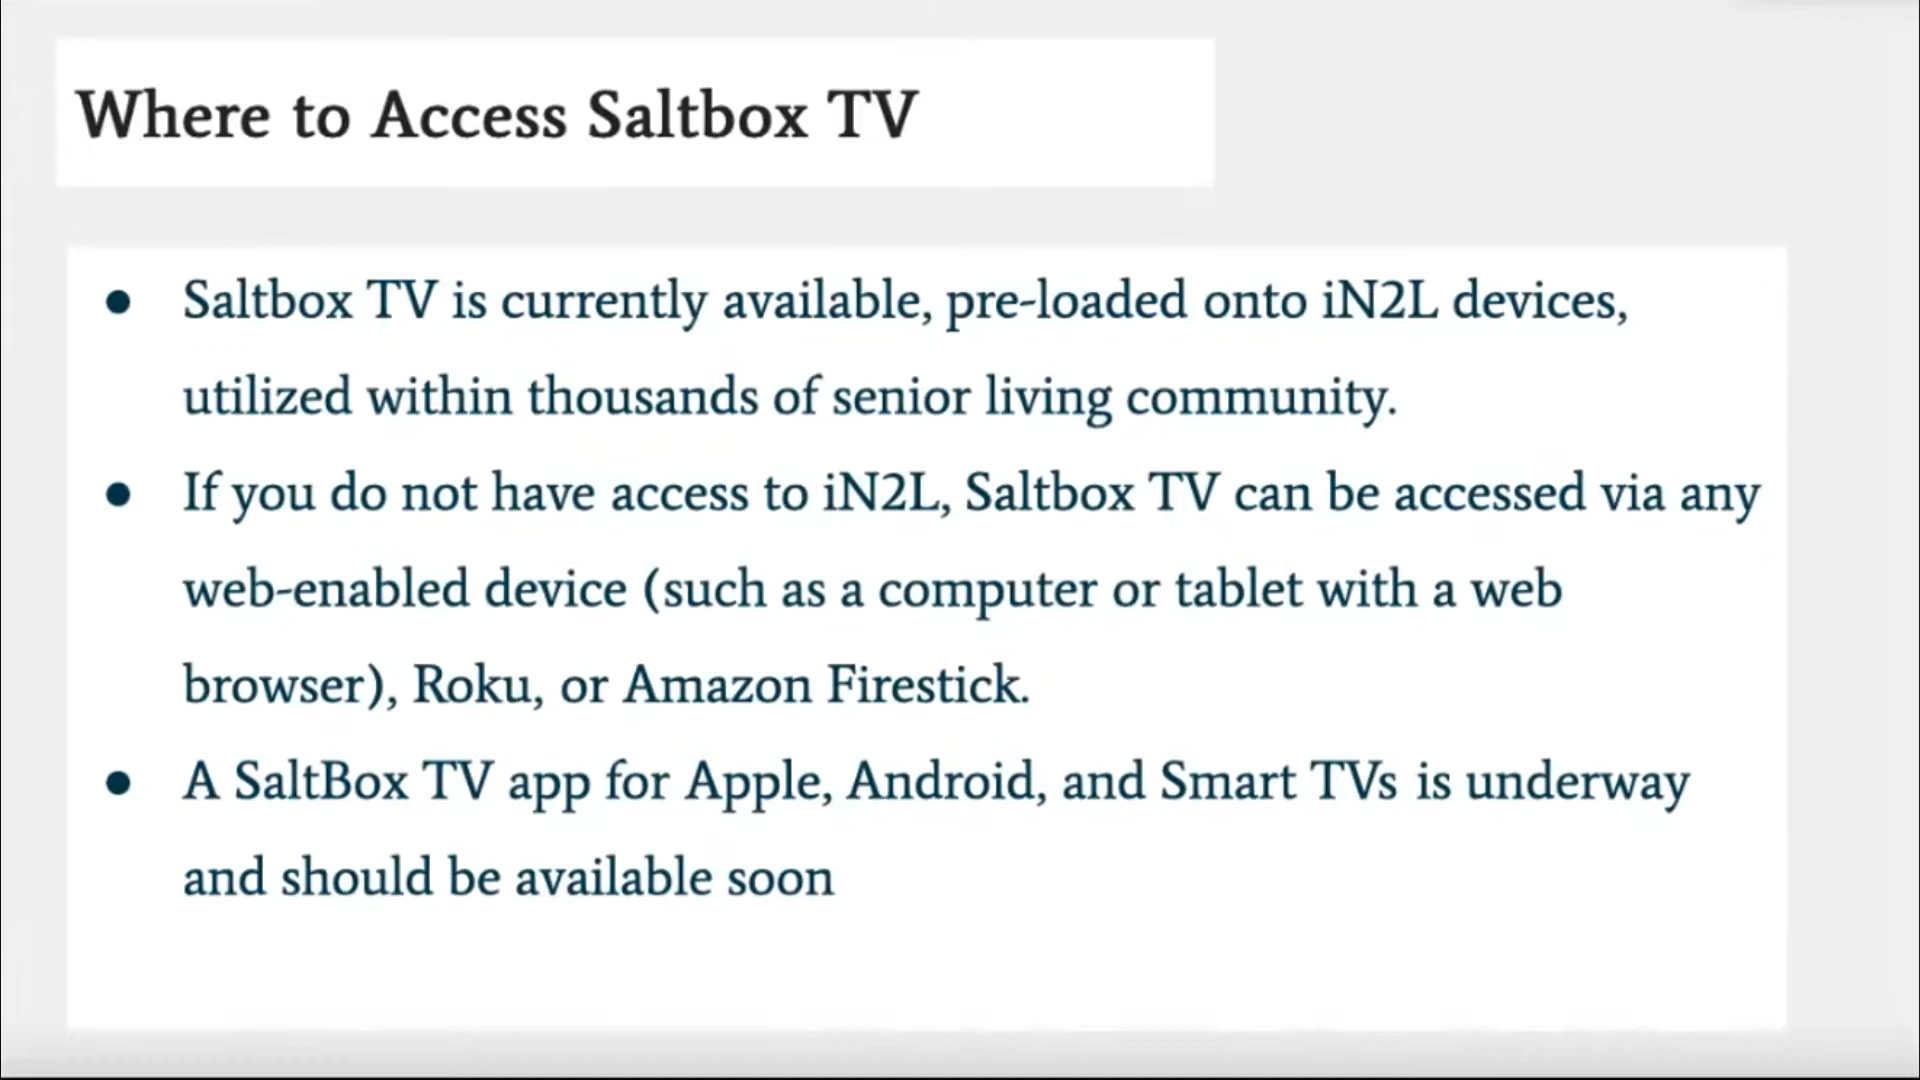 Where to Access Saltbox TV
● Saltbox TV is currently available, pre-loaded onto iN2L devices,
utilized within thousands of senior living community.
● If you do not have access to iN2L, Saltbox TV can be accessed via any
web-enabled device (such as a computer or tablet with a web
browser), Roku, or Amazon Firestick.
● A SaltBox TV app for Apple, Android, and Smart TVs is underway
and should be available soon